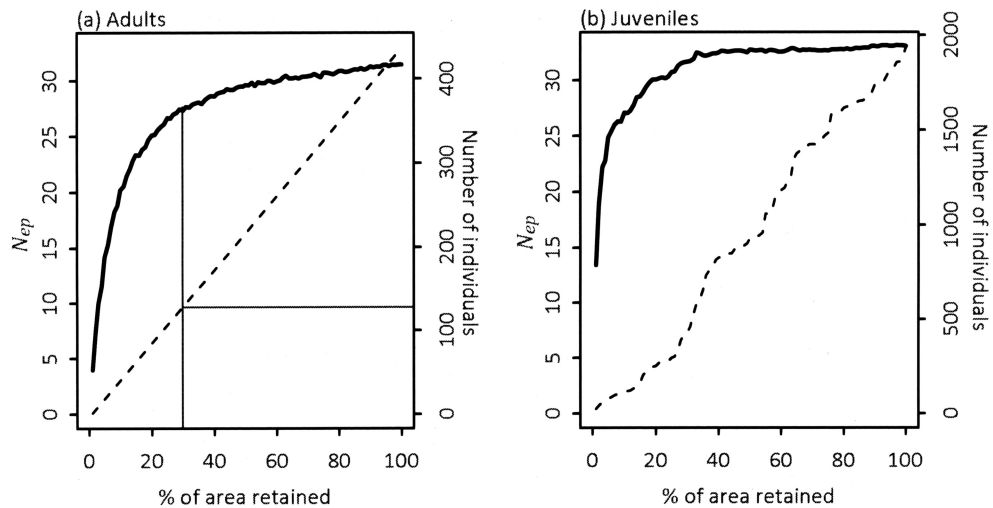 (a) Adults
30
25
20
15
10
5
0
N_ep
400
300
200
100
0
Number of individuals
0 20 40 60 80 100
% of area retained
(b) Juveniles
30
25
20
15
10
5
0
N_ep
2000
1500
1000
500
0
Number of individuals
0 20 40 60 80 100
% of area retained